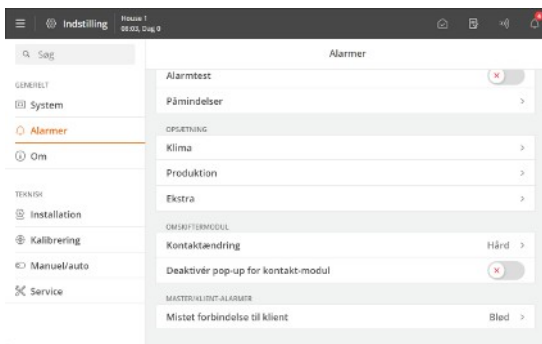 Indstilling
House 1
08:03, Dag 0
Søg
GENERELT
System
Alarmer
Om
TEKNISK
Installation
Kalibrering
Manuel/auto
Service
Alarmer
Alarmtest
Påmindelser
OPSÆTNING
Klima
Produktion
Ekstra
OMSKIFTERMODUL
Kontaktændring Hård
Deaktivér pop-up for kontakt-modul
MASTER/KLIENT-ALARMER
Mistet forbindelse til klient Blød